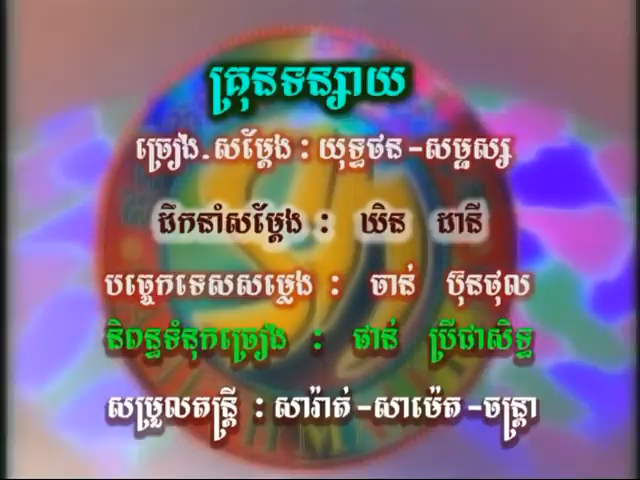 គ្រុនទន្សាយ
ច្រៀង.សម្ដែង : យុទ្ធថន -សម្ផស្ស
ដឹកនាំសម្ដែង : ឃិន ដានី
បច្ចេកទេសសម្លេង : ចាន់ ប៊ុនថុល
និពន្ធទំនុកច្រៀង : ផាន់ ប្រីជាសិទ្ធ
សម្រួលតន្ត្រី : សារ៉ាត់ -សាម៉េត -ចន្ត្រា